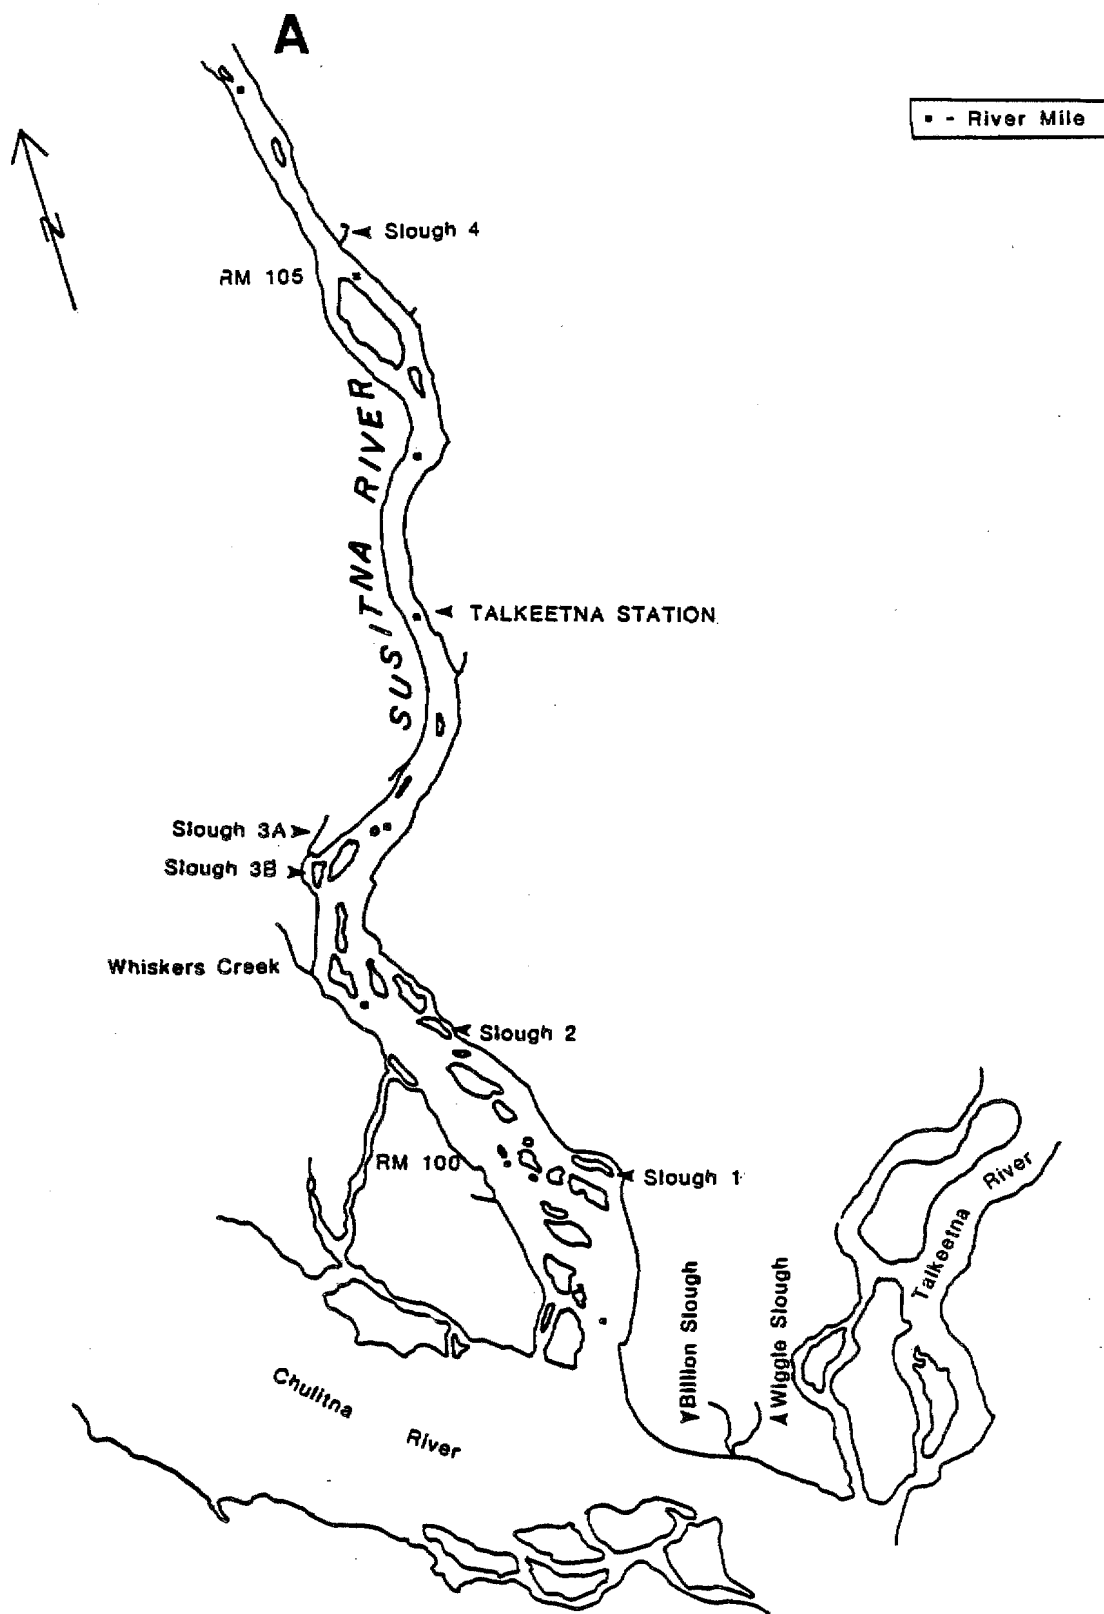 A
▪ - River Mile
N
Slough 4
RM 105
SUSITNA RIVER
TALKEETNA STATION
Slough 3A
Slough 3B
Whiskers Creek
Slough 2
RM 100
Slough 1
Talkeetna River
Billion Slough
Wiggle Slough
Chulitna River